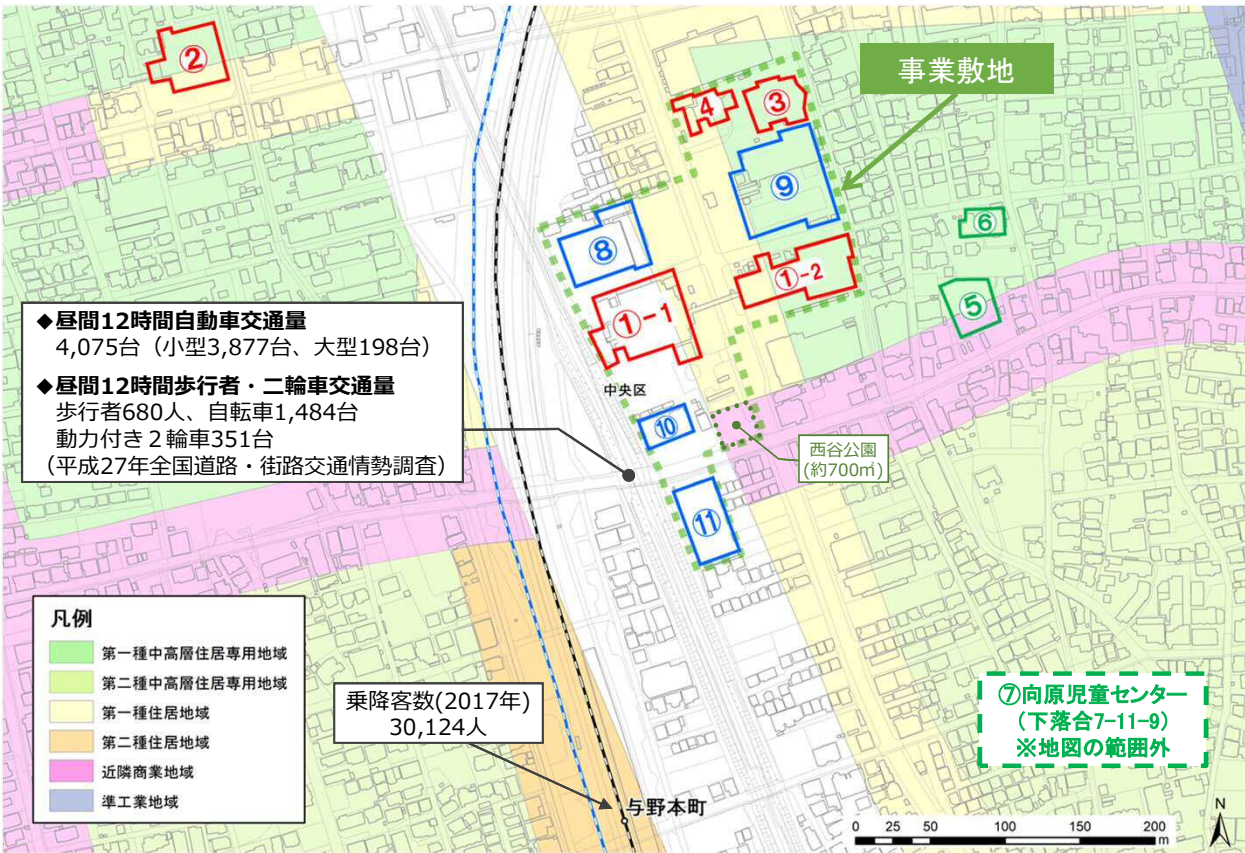 ②
事業敷地
4
③
⑨
⑧
⑥
①-2
⑤
①-1
◆昼間12時間自動車交通量
4,075台（小型3,877台、大型198台）
◆昼間12時間歩行者・二輪車交通量
歩行者680人、自転車1,484台
動力付き２輪車351台
（平成27年全国道路・街路交通情勢調査）
中央区
⑩
西谷公園
(約700㎡)
⑪
凡例
第一種中高層住居専用地域
第二種中高層住居専用地域
第一種住居地域
第二種住居地域
近隣商業地域
準工業地域
乗降客数(2017年)
30,124人
⑦向原児童センター
(下落合7-11-9)
※地図の範囲外
与野本町
0 25 50 100 150 200
m
N